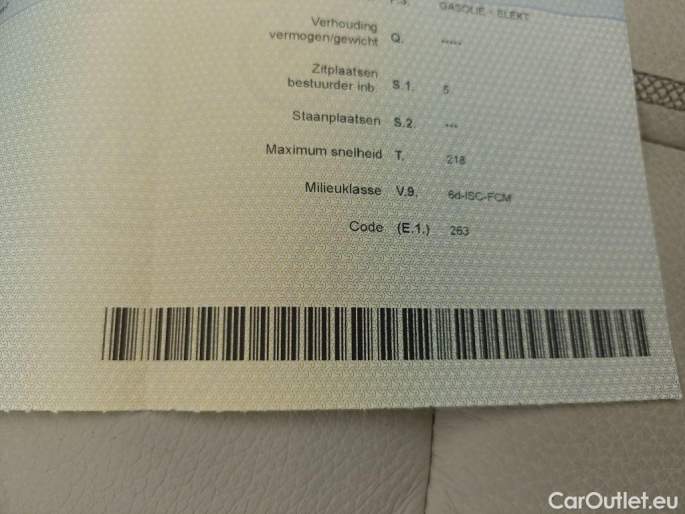 P.3. GASOLIE - ELEKT
Verhouding
vermogen/gewicht Q. *****
Zitplaatsen
bestuurder inb. S.1. 5
Staanplaatsen S.2. ***
Maximum snelheid T. 218
Milieuklasse V.9. 6d-ISC-FCM
Code (E.1.) 263
CarOutlet.eu